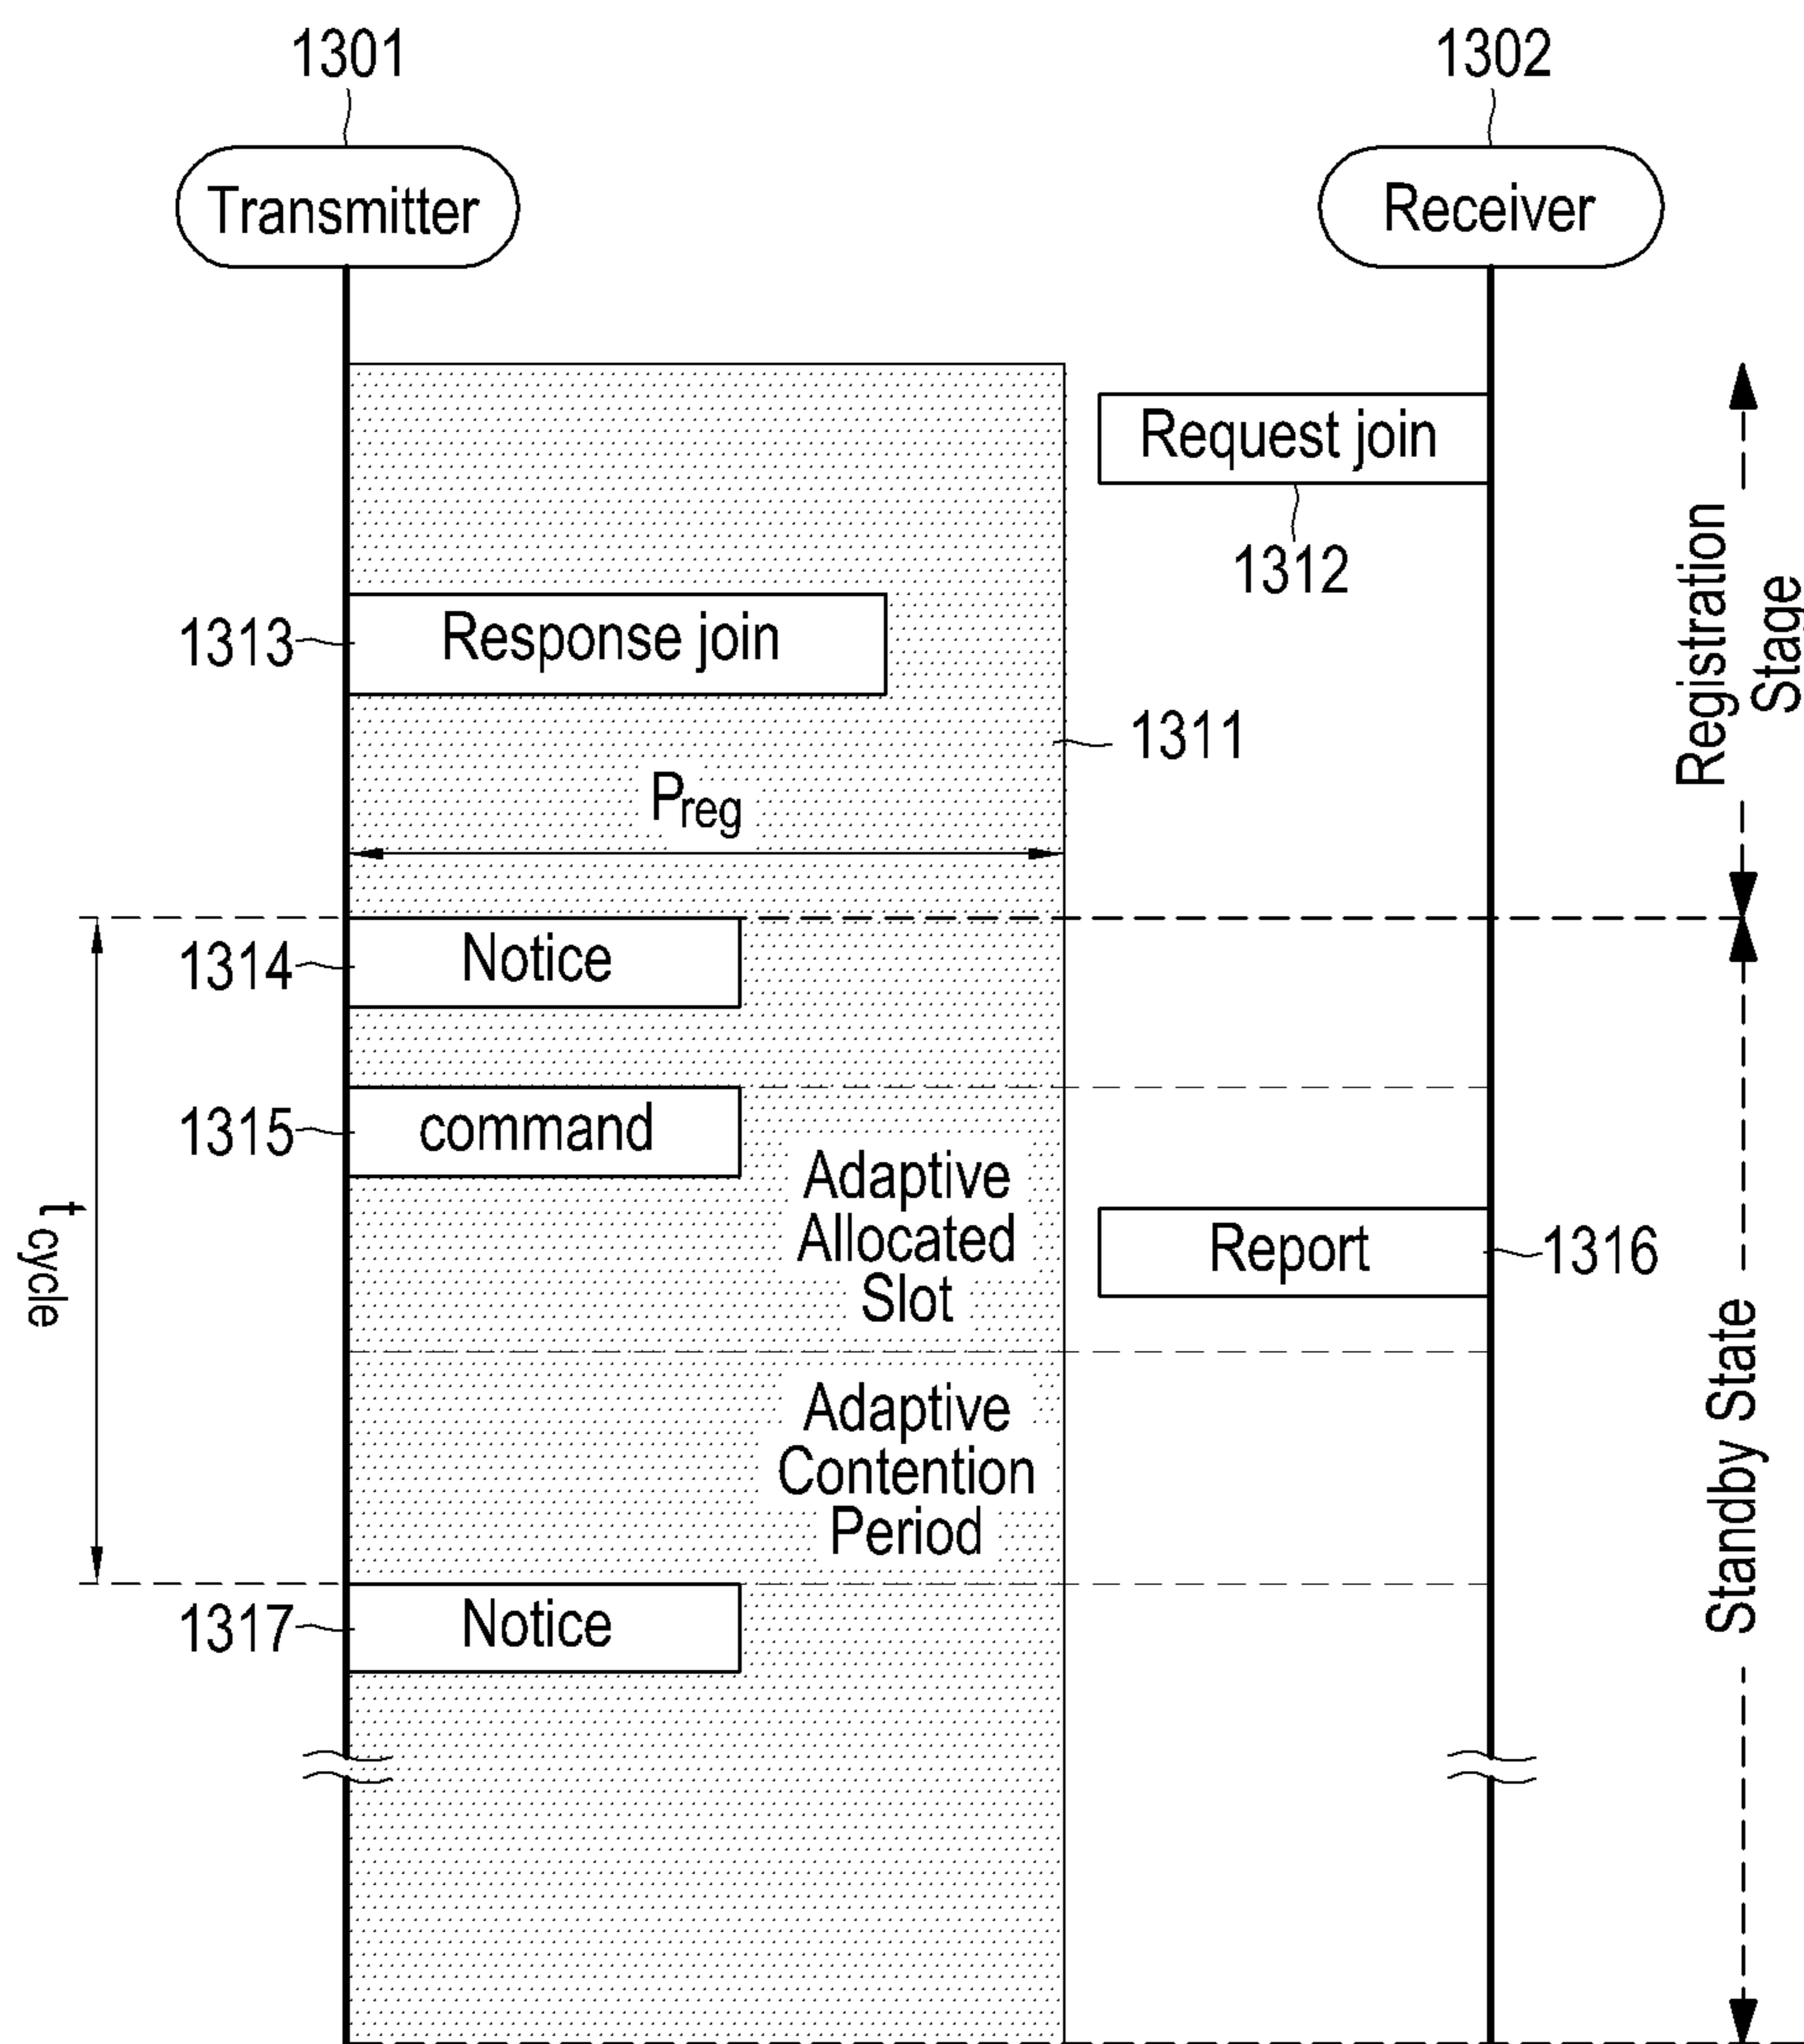 1301
1302
Transmitter
Receiver
Request join
1312
1313
Response join
1311
Preg
Registration
Stage
1314
Notice
1315
command
Adaptive
Allocated
Slot
Report
1316
tcycle
Adaptive
Contention
Period
Standby State
1317
Notice